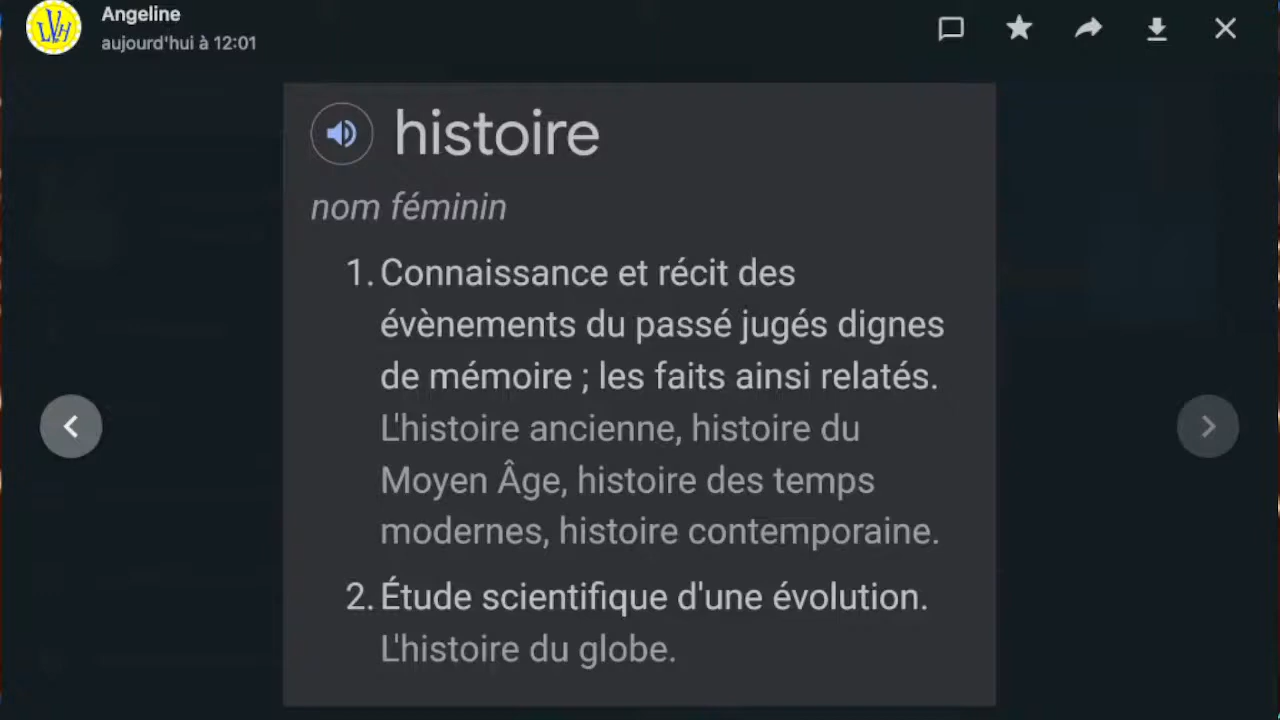 LVH
Angeline
aujourd'hui à 12:01
histoire
nom féminin
1. Connaissance et récit des
évènements du passé jugés dignes
de mémoire ; les faits ainsi relatés.
L'histoire ancienne, histoire du
Moyen Âge, histoire des temps
modernes, histoire contemporaine.
2. Étude scientifique d'une évolution.
L'histoire du globe.